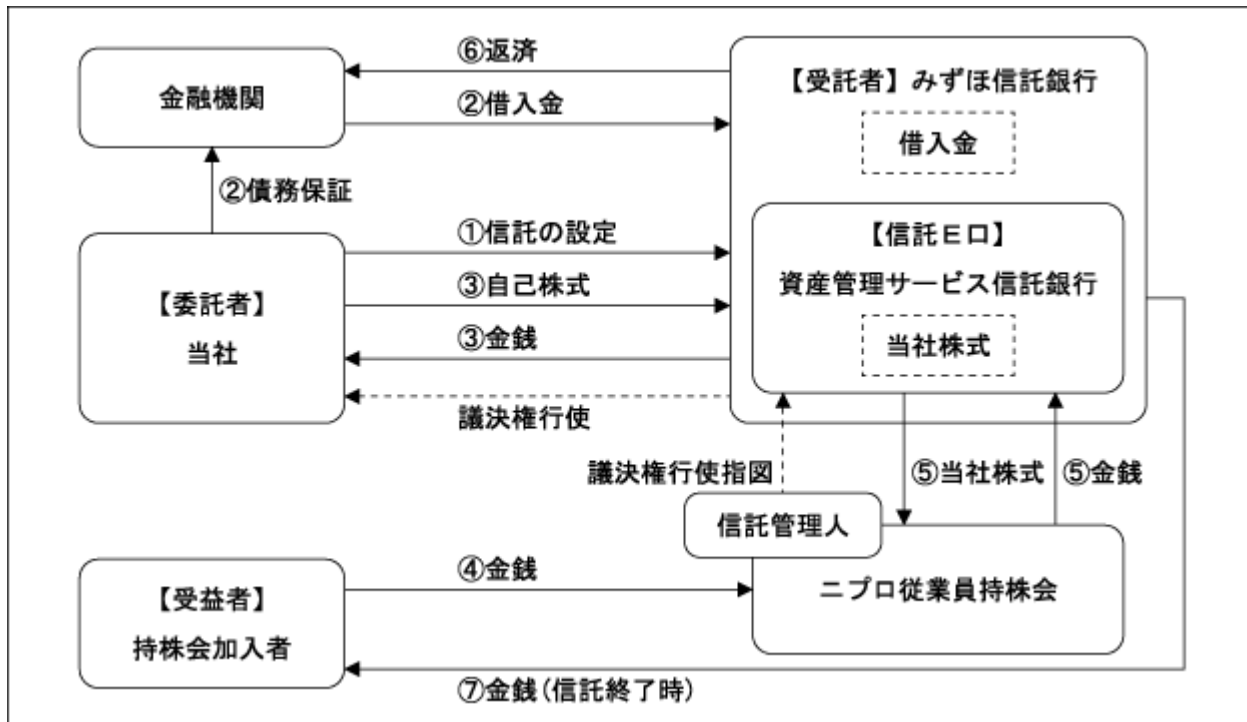 ⑥返済
金融機関
②借入金
【受託者】みずほ信託銀行
借入金
②債務保証
①信託の設定
【信託E口】
③自己株式
資産管理サービス信託銀行
【委託者】
当社
③金銭
当社株式
議決権行使
議決権行使指図
⑤当社株式
⑤金銭
信託管理人
④金銭
ニプロ従業員持株会
【受益者】
持株会加入者
⑦金銭(信託終了時)